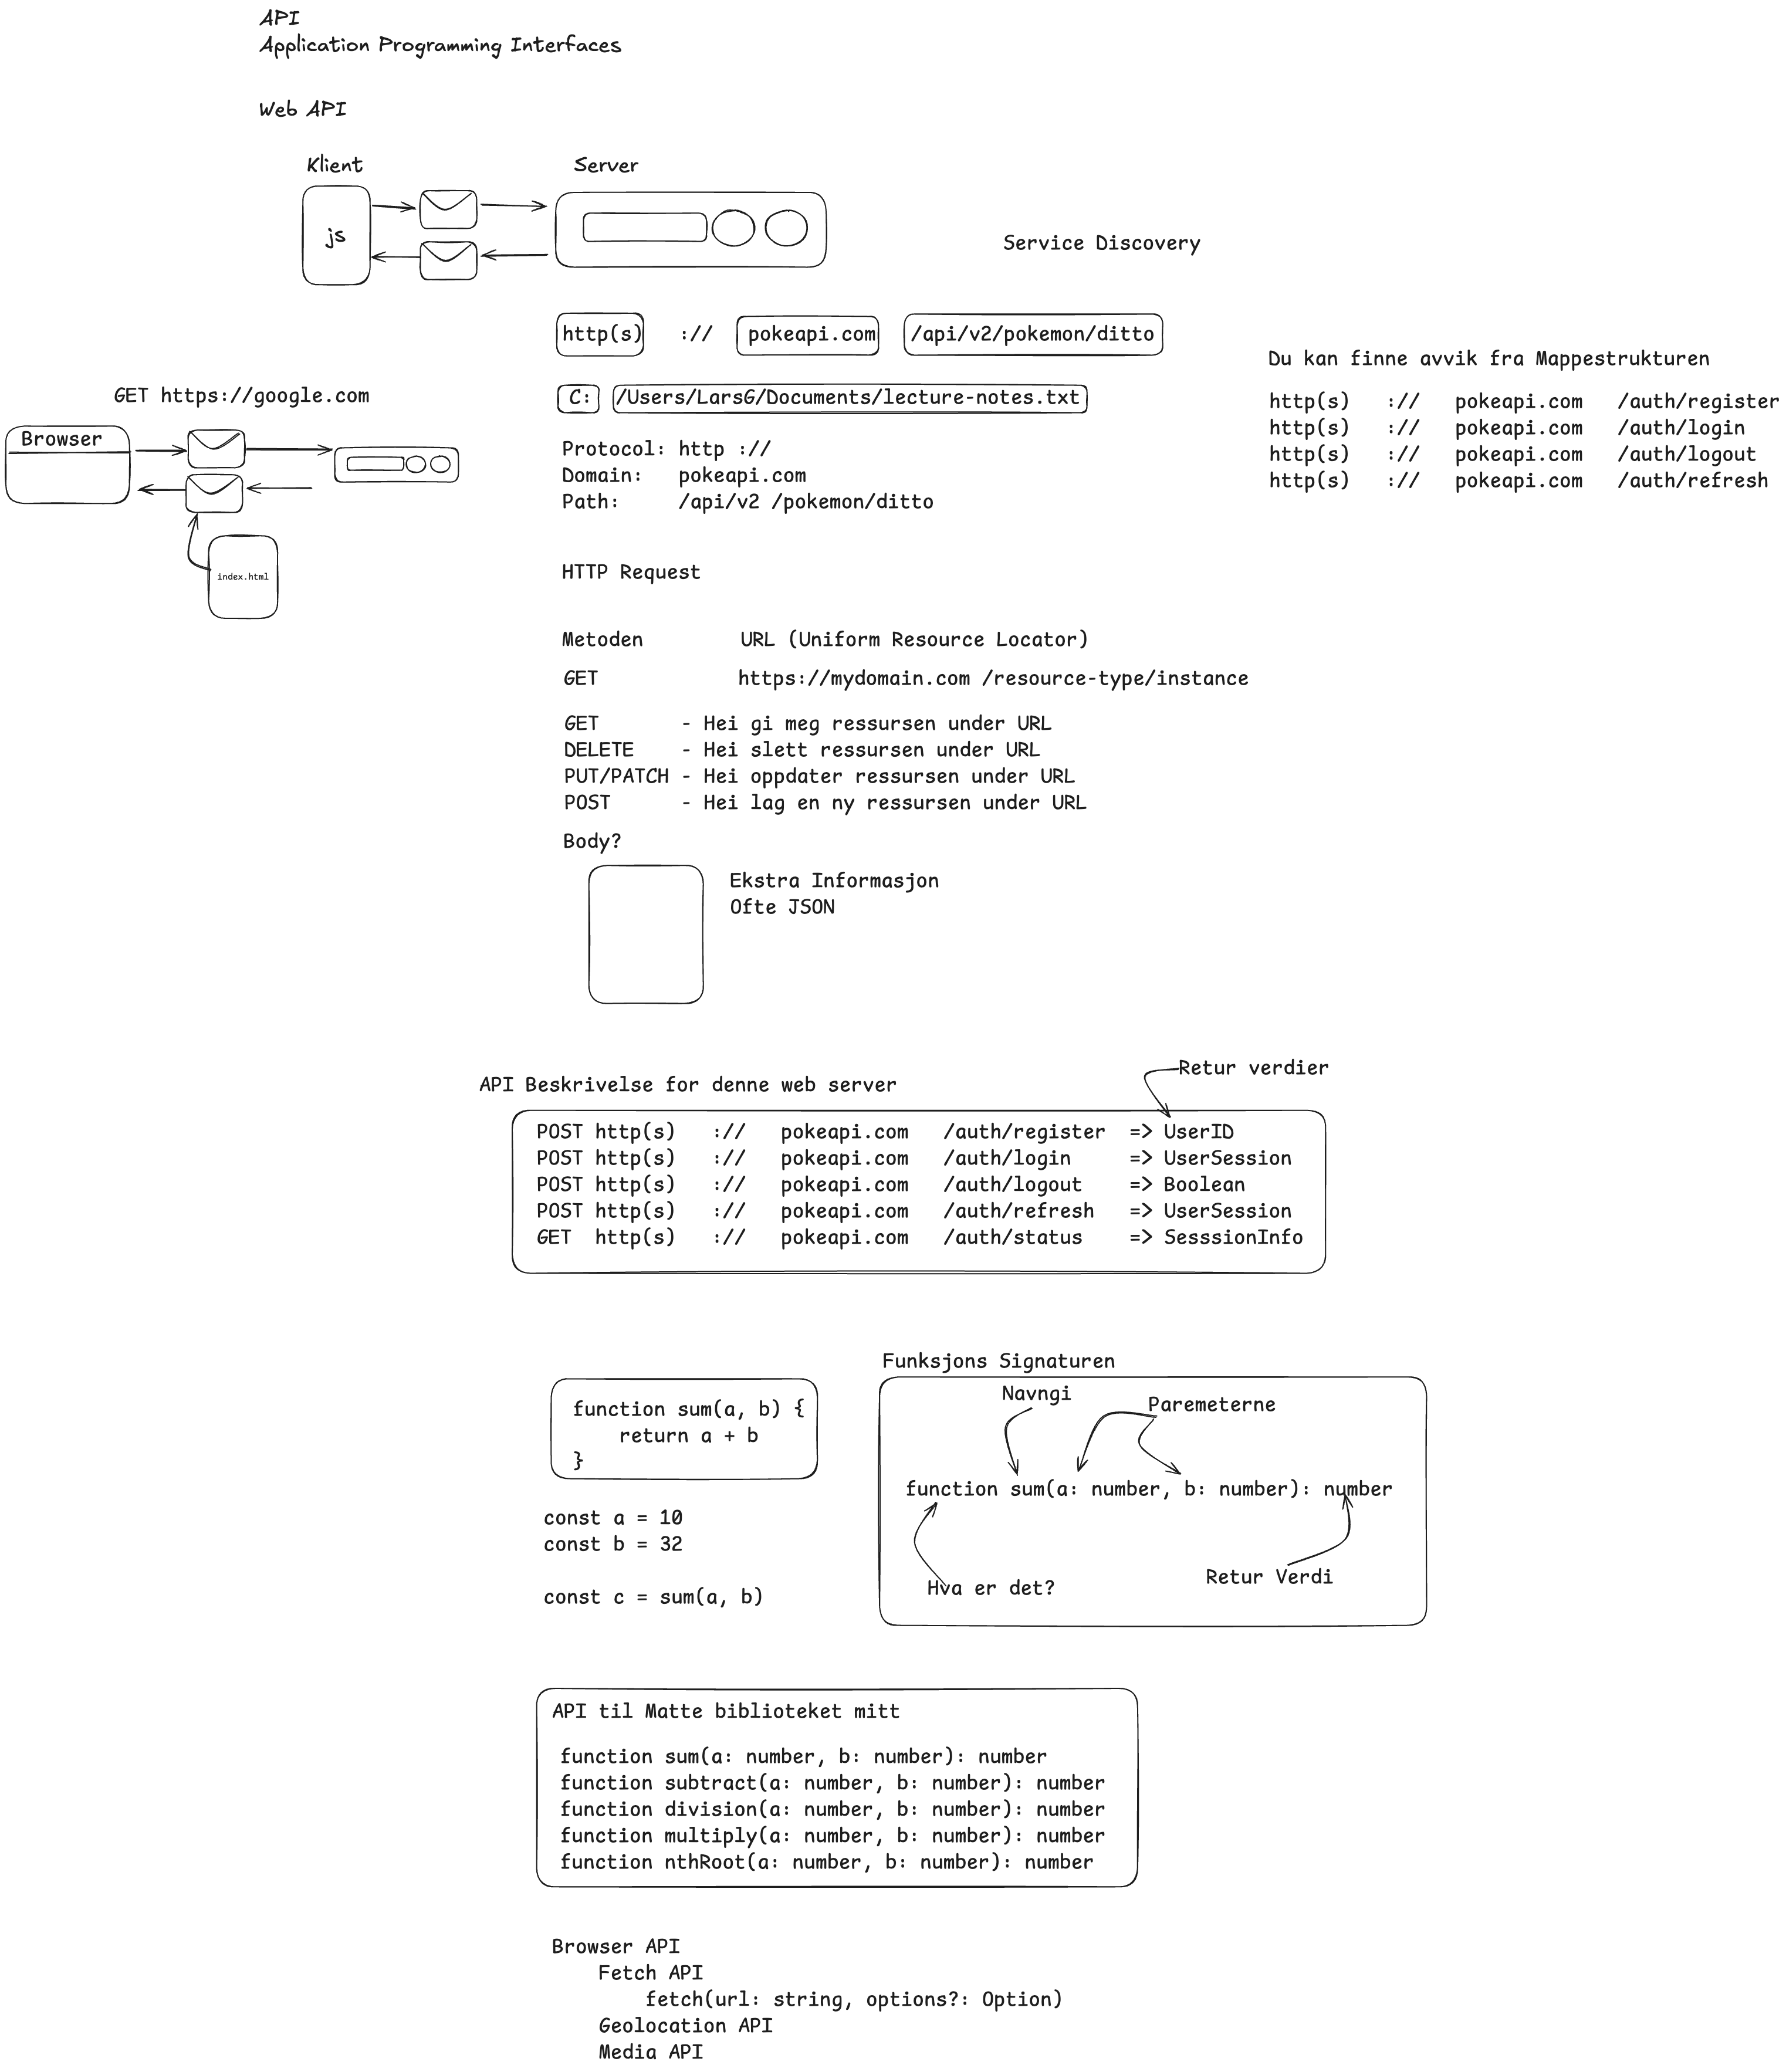 API
Application Programming Interfaces
Web API
Klient
Server
js
Service Discovery
http(s) :// pokeapi.com /api/v2/pokemon/ditto
C: /Users/LarsG/Documents/lecture-notes.txt
Protocol: http ://
Domain: pokeapi.com
Path: /api/v2 /pokemon/ditto
Du kan finne avvik fra Mappestrukturen
http(s) :// pokeapi.com /auth/register
http(s) :// pokeapi.com /auth/login
http(s) :// pokeapi.com /auth/logout
http(s) :// pokeapi.com /auth/refresh
GET https://google.com
Browser
index.html
HTTP Request
Metoden URL (Uniform Resource Locator)
GET https://mydomain.com /resource-type/instance
GET - Hei gi meg ressursen under URL
DELETE - Hei slett ressursen under URL
PUT/PATCH - Hei oppdater ressursen under URL
POST - Hei lag en ny ressursen under URL
Body?
Ekstra Informasjon
Ofte JSON
API Beskrivelse for denne web server
Retur verdier
POST http(s) :// pokeapi.com /auth/register => UserID
POST http(s) :// pokeapi.com /auth/login => UserSession
POST http(s) :// pokeapi.com /auth/logout => Boolean
POST http(s) :// pokeapi.com /auth/refresh => UserSession
GET http(s) :// pokeapi.com /auth/status => SesssionInfo
function sum(a, b) {
return a + b
}
const a = 10
const b = 32
const c = sum(a, b)
Funksjons Signaturen
Navngi
Paremeterne
function sum(a: number, b: number): number
Hva er det?
Retur Verdi
API til Matte biblioteket mitt
function sum(a: number, b: number): number
function subtract(a: number, b: number): number
function division(a: number, b: number): number
function multiply(a: number, b: number): number
function nthRoot(a: number, b: number): number
Browser API
Fetch API
fetch(url: string, options?: Option)
Geolocation API
Media API